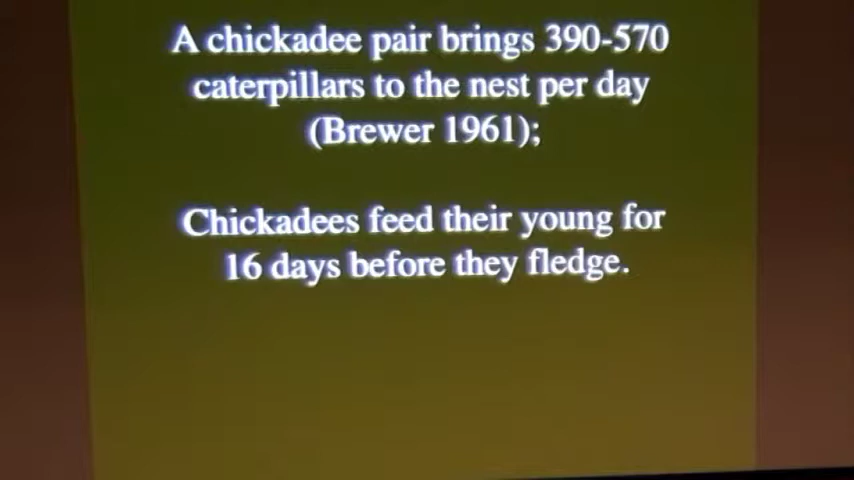 A chickadee pair brings 390-570
caterpillars to the nest per day
(Brewer 1961);
Chickadees feed their young for
16 days before they fledge.